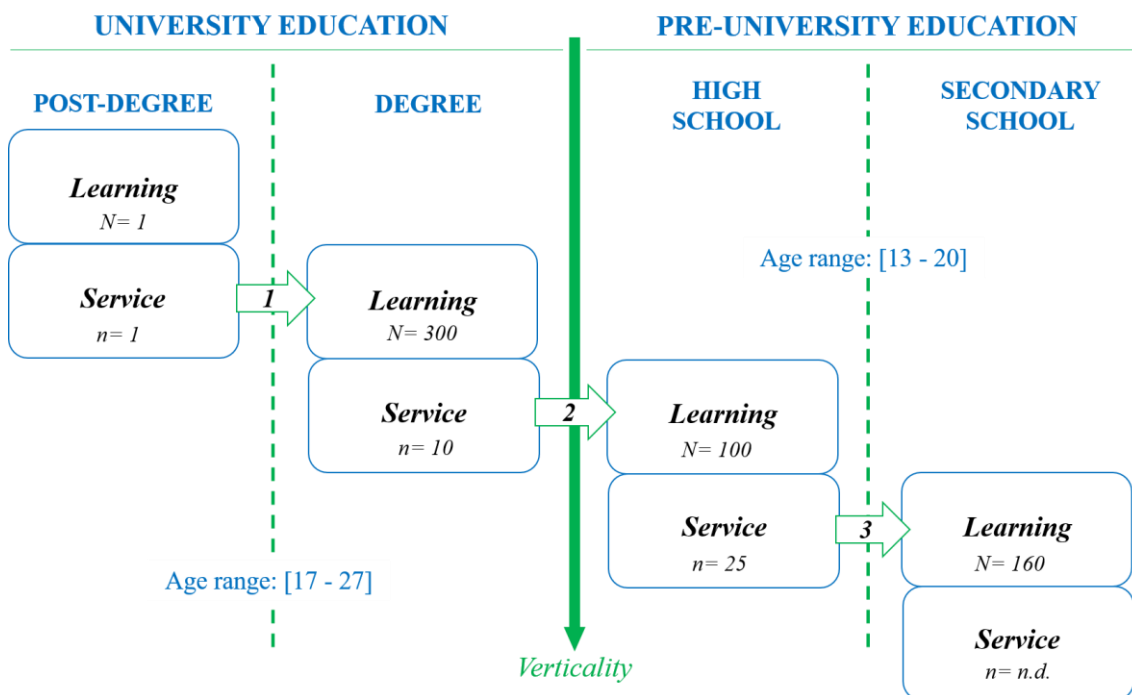 UNIVERSITY EDUCATION
PRE-UNIVERSITY EDUCATION
POST-DEGREE
DEGREE
HIGH
SCHOOL
SECONDARY
SCHOOL
Learning
N= 1
Service
n= 1
1
Learning
N= 300
Service
n= 10
2
Age range: [13 - 20]
Learning
N= 100
Service
n= 25
3
Learning
N= 160
Service
n= n.d.
Age range: [17 - 27]
Verticality